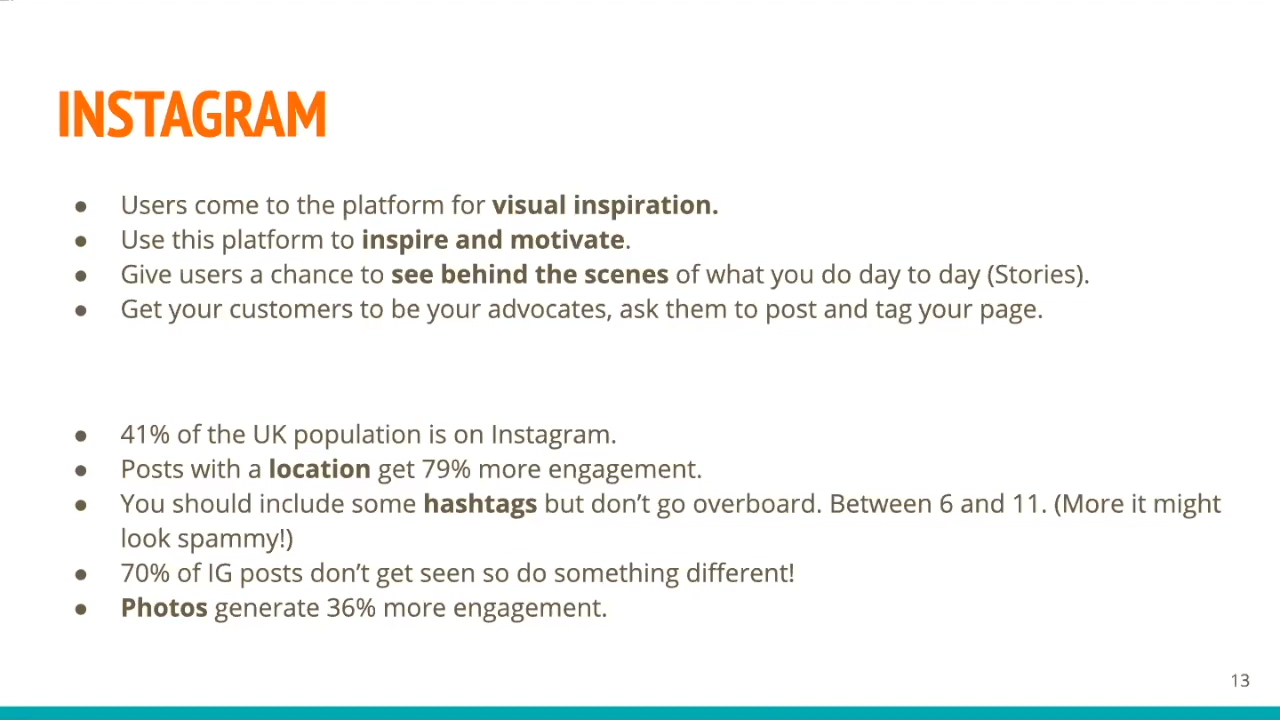 INSTAGRAM
● Users come to the platform for visual inspiration.
● Use this platform to inspire and motivate.
● Give users a chance to see behind the scenes of what you do day to day (Stories).
● Get your customers to be your advocates, ask them to post and tag your page.
● 41% of the UK population is on Instagram.
● Posts with a location get 79% more engagement.
● You should include some hashtags but don’t go overboard. Between 6 and 11. (More it might
look spammy!)
● 70% of IG posts don’t get seen so do something different!
● Photos generate 36% more engagement.
13